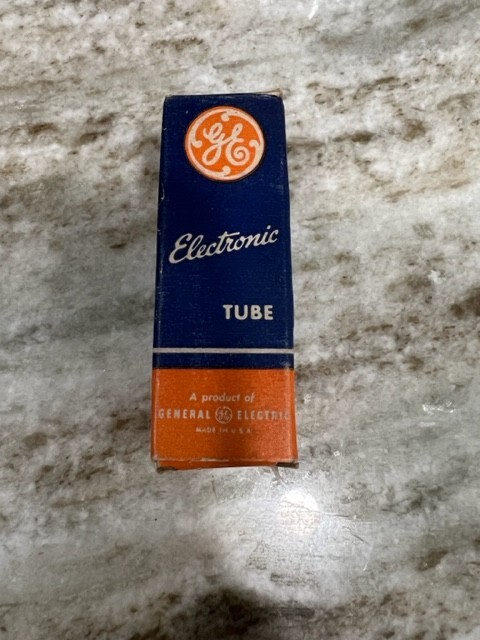 GE
Electronic
TUBE
A product of
GENERAL GE ELECTRIC
MADE IN U.S.A